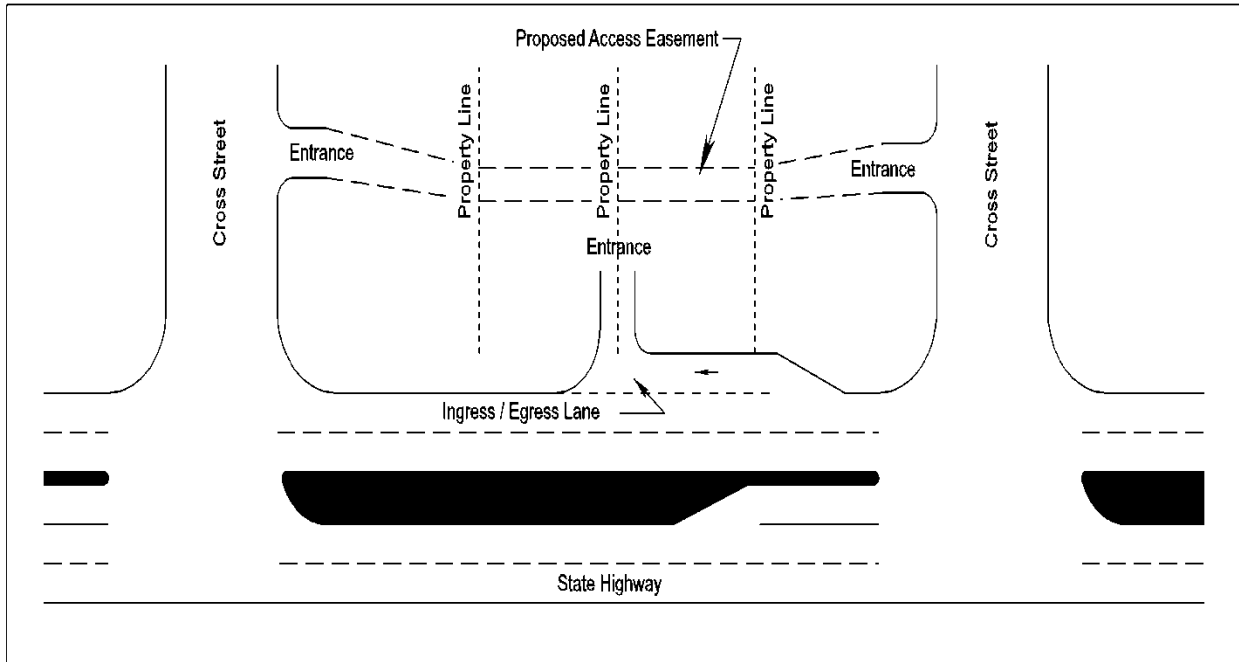 Proposed Access Easement
Cross Street
Entrance
Property Line
Property Line
Property Line
Entrance
Cross Street
Entrance
Ingress / Egress Lane
State Highway